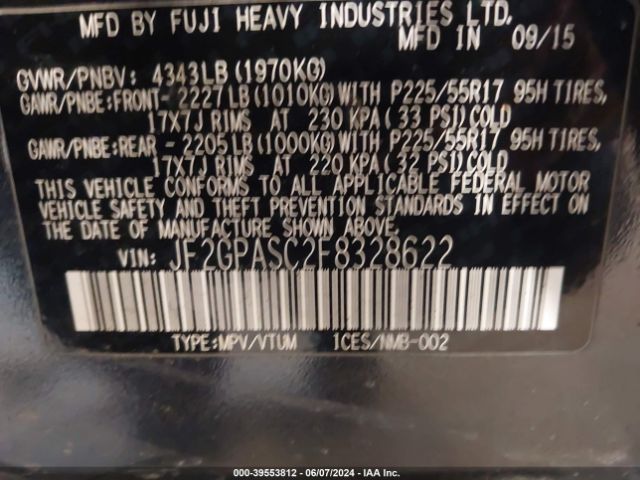 MFD BY FUJI HEAVY INDUSTRIES LTD.
MFD IN 09/15
GVWR/PNBV: 4343LB (1970KG)
GAWR/PNBE:FRONT- 2227LB (1010KG)WITH P225/55R17 95H TIRES,
17X7J RIMS AT 230 KPA (33 PSI)COLD
GAWR/PNBE:REAR - 2205LB (1000KG)WITH P225/55R17 95H TIRES,
17X7J RIMS AT 220 KPA (32 PSI)COLD
THIS VEHICLE CONFORMS TO ALL APPLICABLE FEDERAL MOTOR
VEHICLE SAFETY AND THEFT PREVENTION STANDARDS IN EFFECT ON
THE DATE OF MANUFACTURE SHOWN ABOVE.
VIN: JF2GPASC2F8328622
TYPE:MPV/VTUM ICES/NMB-002
000-39553812 - 06/07/2024 - IAA Inc.